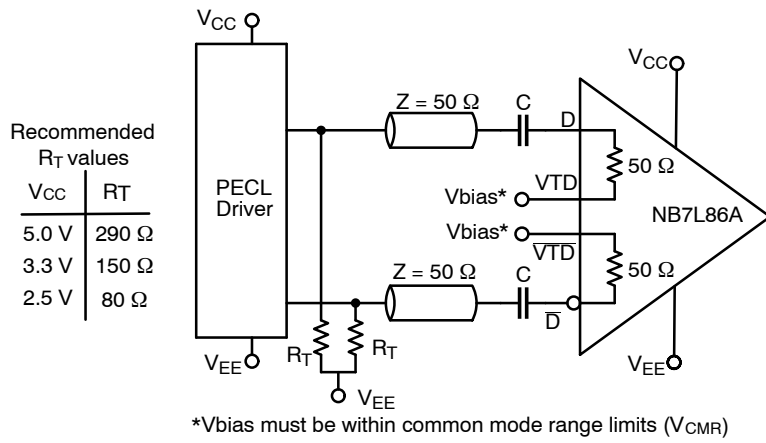 VCC
VCC
Z = 50 Ω
C
D
Recommended
RT values
50 Ω
VCC RT
PECL
Driver
Vbias*
VTD
NB7L86A
5.0 V 290 Ω
Vbias*
V̅T̅D̅
3.3 V 150 Ω
Z = 50 Ω
C
50 Ω
2.5 V 80 Ω
D̅
VEE
RT
RT
VEE
VEE
*Vbias must be within common mode range limits (VCMR)